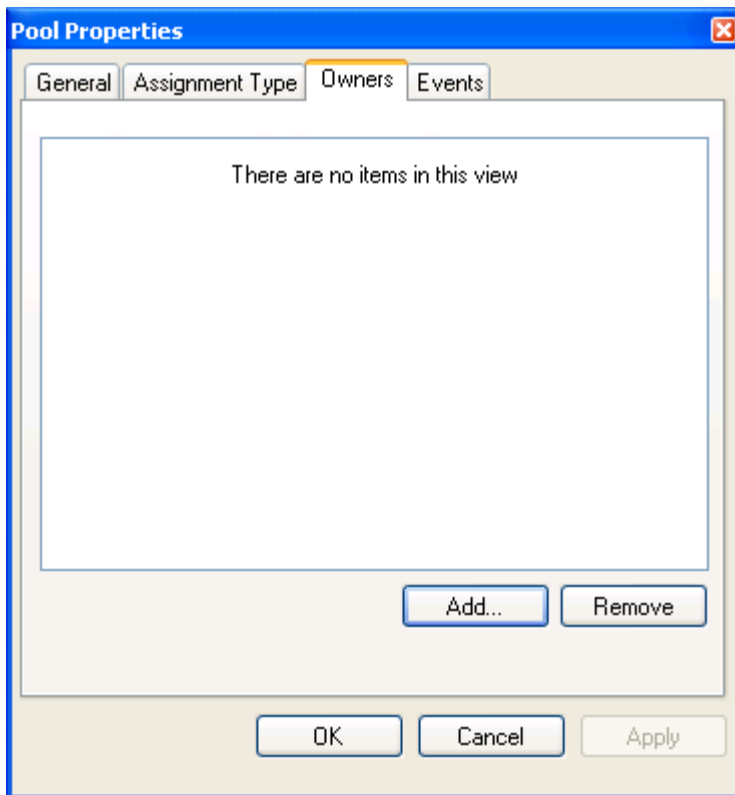 Pool Properties
General Assignment Type Owners Events
There are no items in this view
Add... Remove
OK Cancel Apply